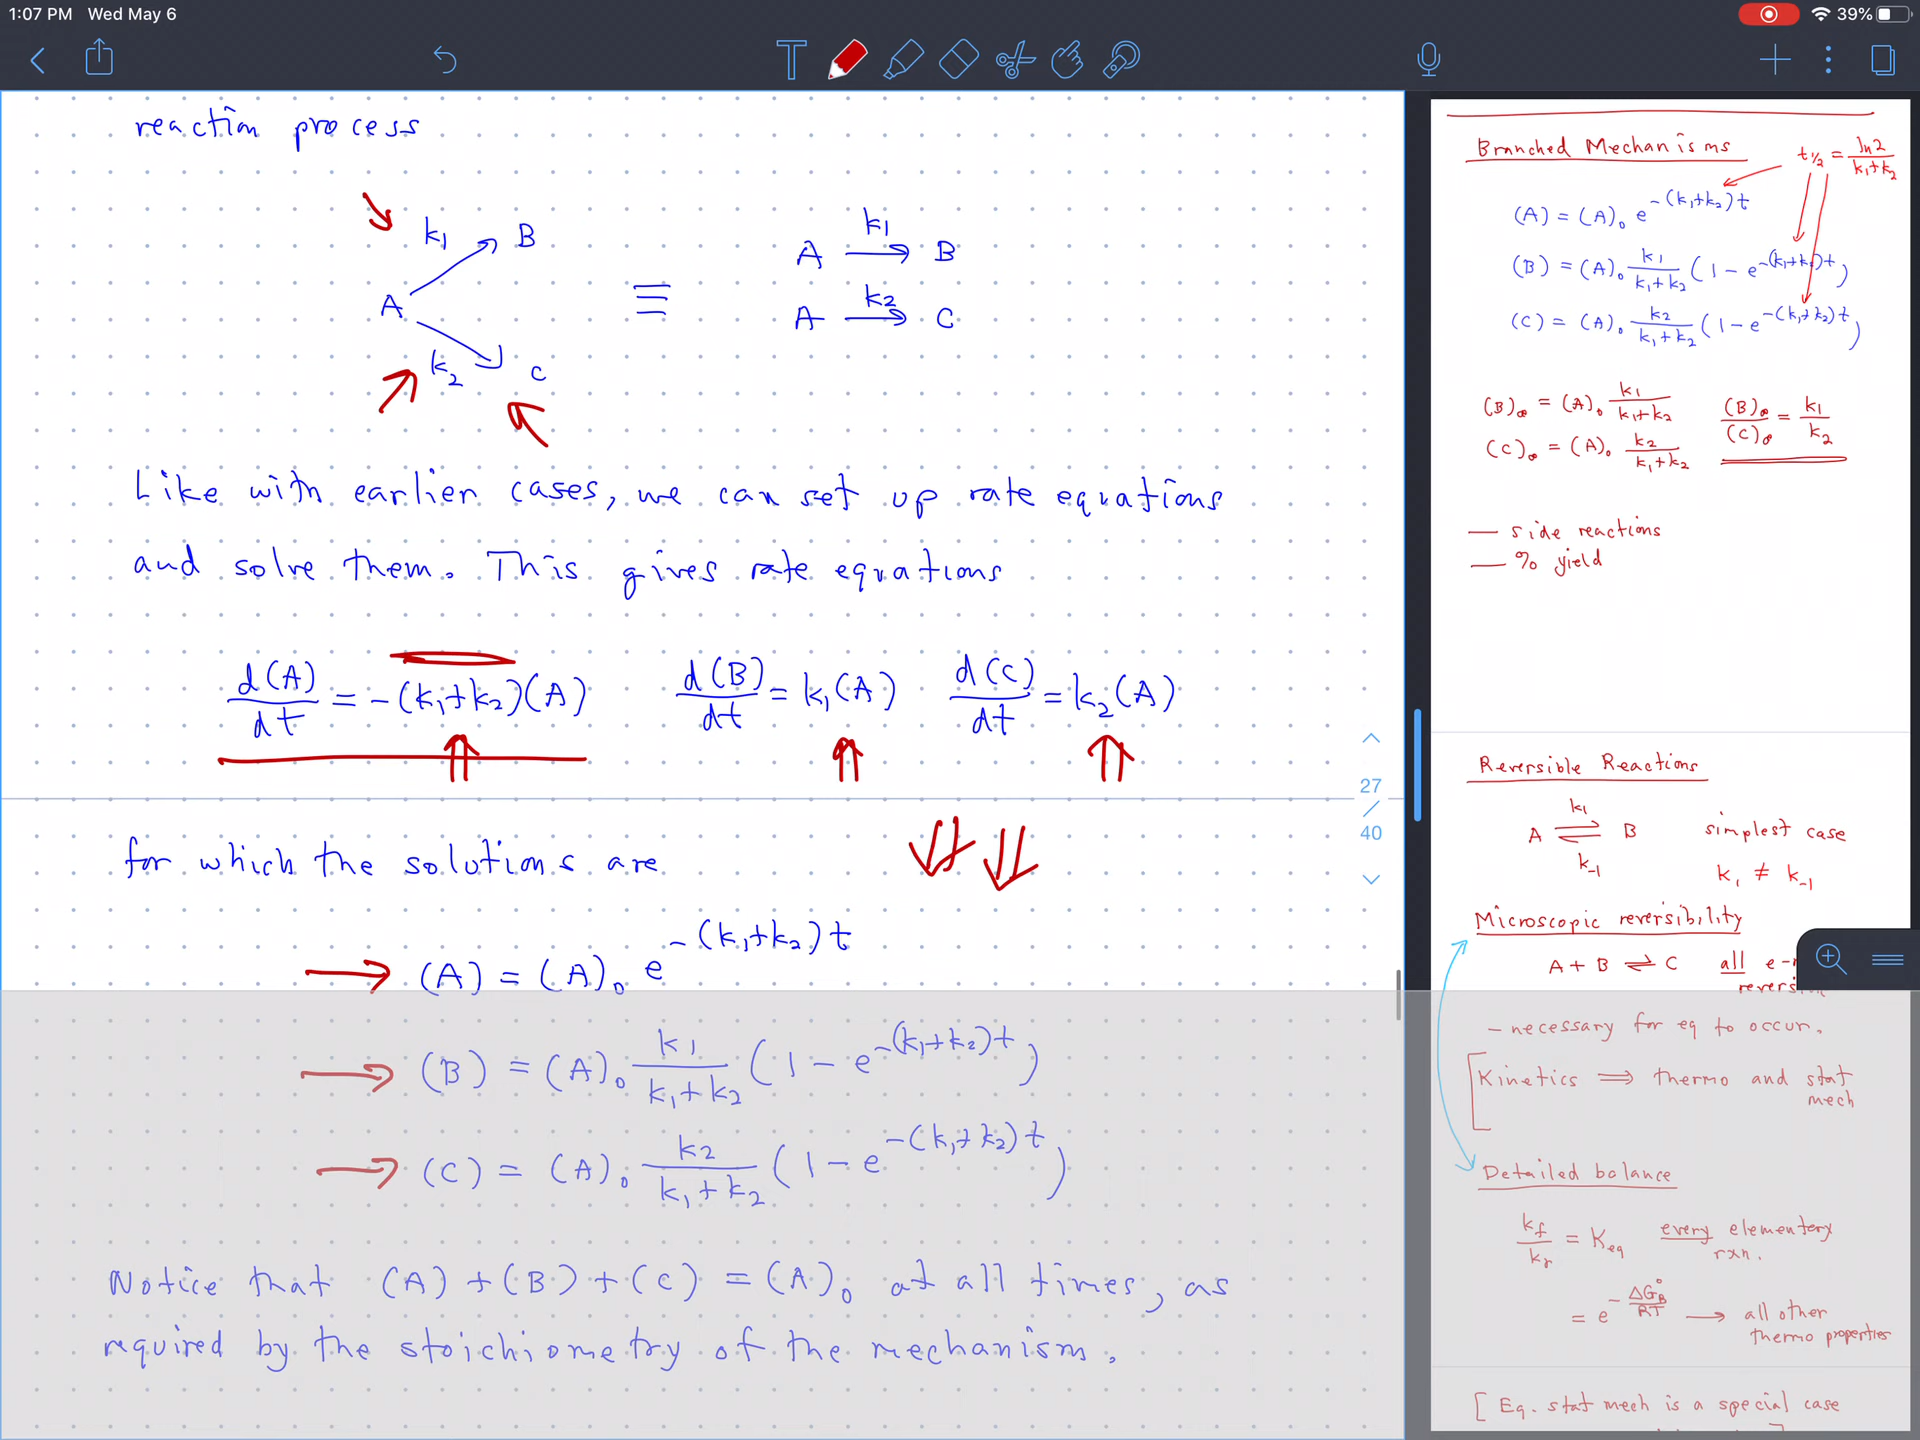 1:07 PM Wed May 6
39%
reaction process
k₁ B
A
k₂ C
≡
A →(k₁) B
A →(k₂) C
Like with earlier cases, we can set up rate equations
and solve them. This gives rate equations
d(A)/dt = -(k₁+k₂)(A) d(B)/dt = k₁(A) d(C)/dt = k₂(A)
27
/
40
for which the solutions are
→ (A) = (A)₀ e^-(k₁+k₂)t
→ (B) = (A)₀ k₁/(k₁+k₂) (1 - e^-(k₁+k₂)t)
→ (C) = (A)₀ k₂/(k₁+k₂) (1 - e^-(k₁+k₂)t)
Notice that (A) + (B) + (C) = (A)₀ at all times, as
required by the stoichiometry of the mechanism.
Branched Mechanisms
t½ = ln2/(k₁+k₂)
(A) = (A)₀ e^-(k₁+k₂)t
(B) = (A)₀ k₁/(k₁+k₂) (1 - e^-(k₁+k₂)t)
(C) = (A)₀ k₂/(k₁+k₂) (1 - e^-(k₁+k₂)t)
(B)∞ = (A)₀ k₁/(k₁+k₂) (B)∞/(C)∞ = k₁/k₂
(C)∞ = (A)₀ k₂/(k₁+k₂)
— side reactions
— % yield
Reversible Reactions
A ⇌ B k₁ k₋₁ simplest case
k₁ ≠ k₋₁
Microscopic reversibility
A + B ⇌ C all
- necessary for eq to occur.
[Kinetics ⟹ thermo and stat
mech
Detailed balance
k_f/k_r = K_eq every elementary
rxn.
= e^-ΔG°_R/RT → all other
thermo properties
[ Eq. stat mech is a special case